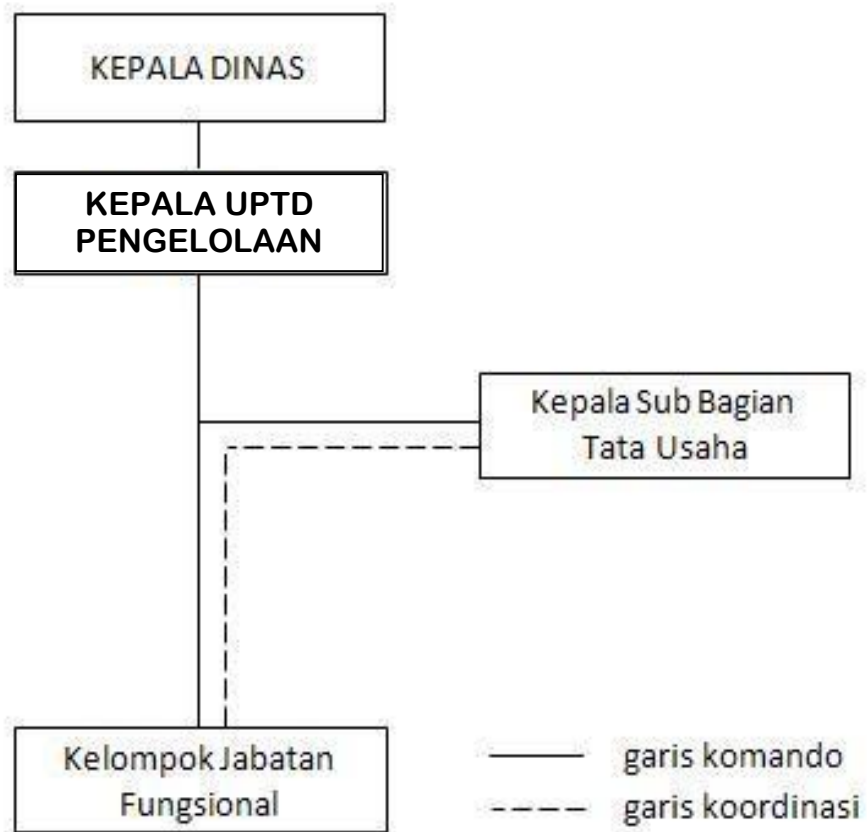 KEPALA DINAS
KEPALA UPTD
PENGELOLAAN
Kepala Sub Bagian
Tata Usaha
Kelompok Jabatan
Fungsional
garis komando
garis koordinasi